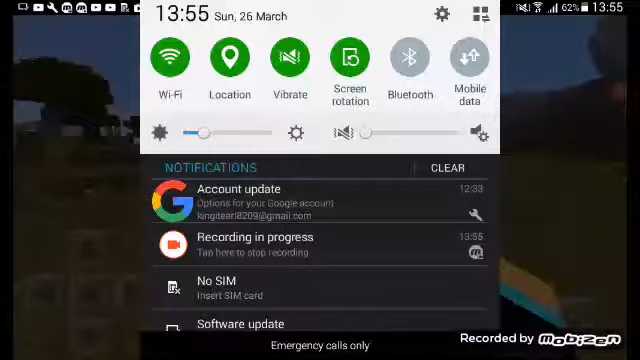 13:55 Sun, 26 March
62% 13:55
Wi-Fi
Location
Vibrate
Screen
rotation
Bluetooth
Mobile
data
NOTIFICATIONS
CLEAR
Account update
12:33
Options for your Google account
kingitearl8209@gmail.com
Recording in progress
13:55
Tap here to stop recording
No SIM
Insert SIM card
Software update
Emergency calls only
Recorded by mobizen